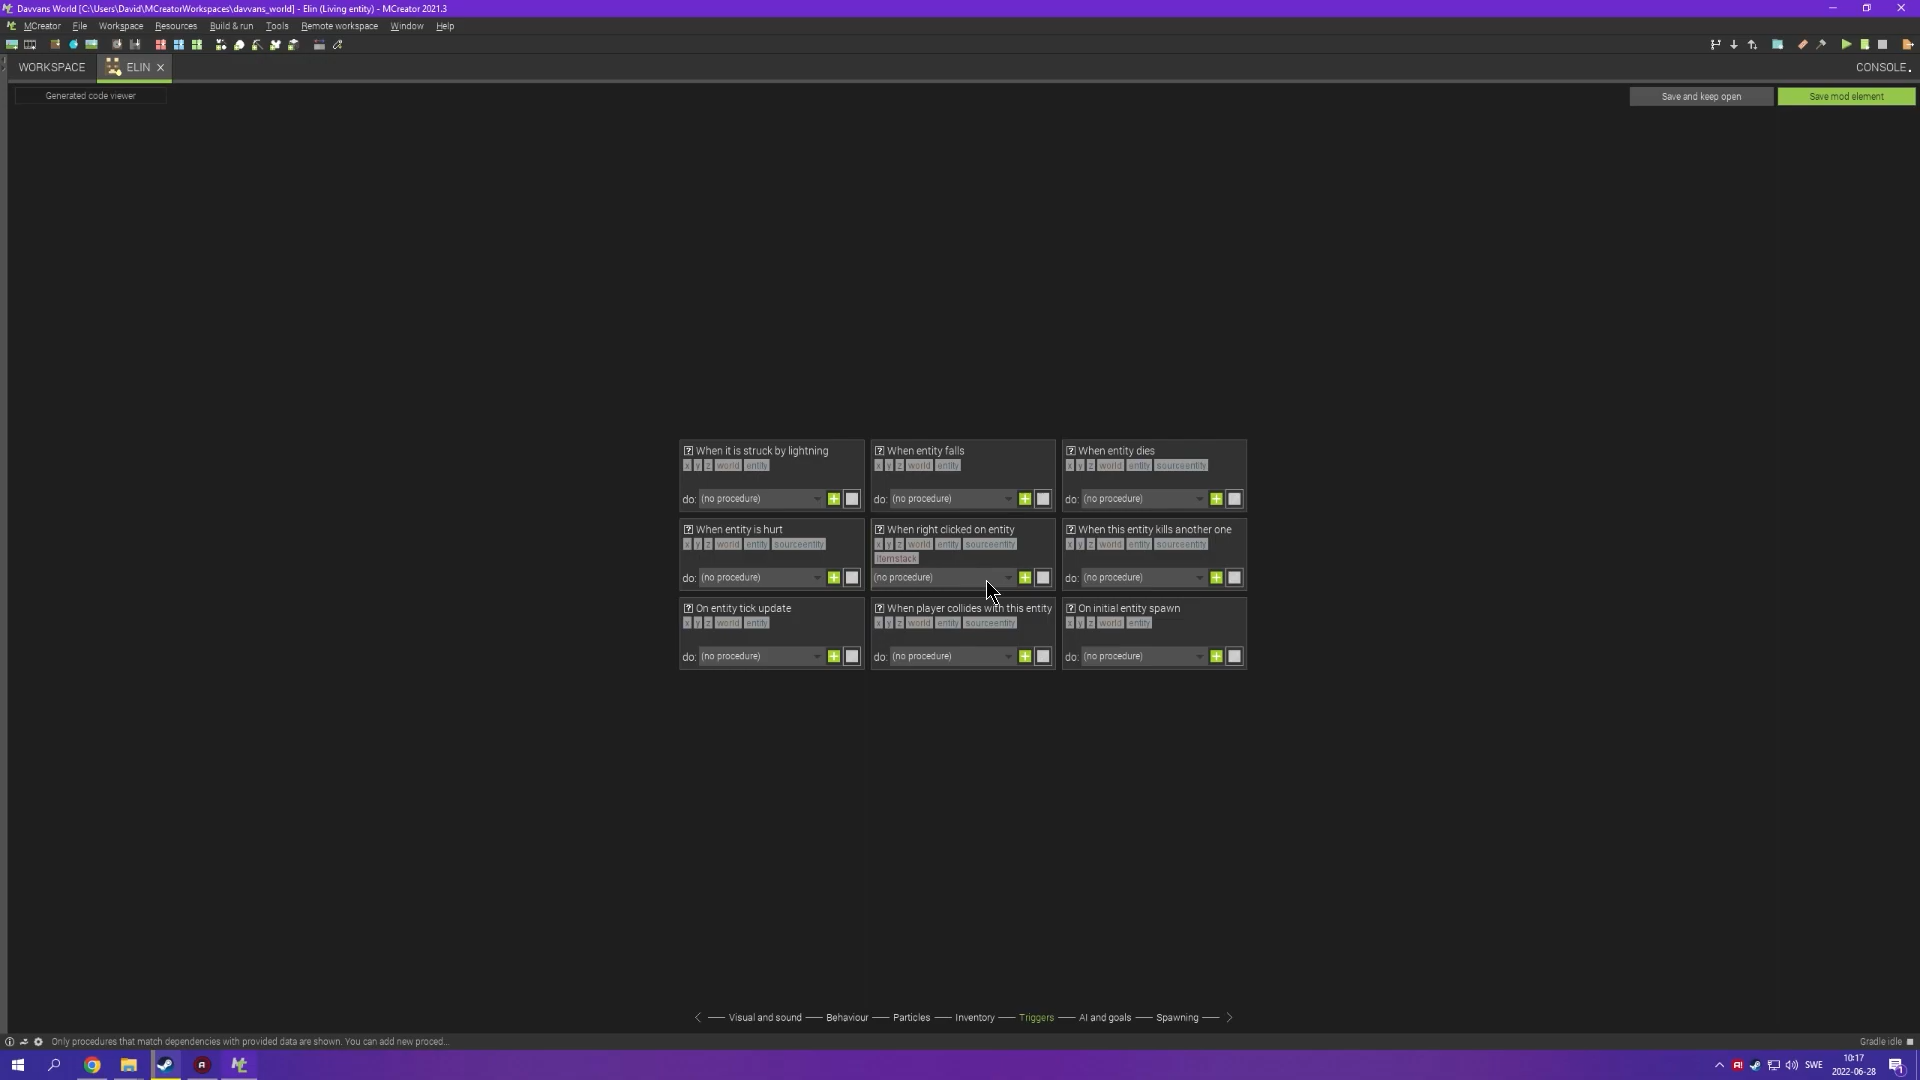 Davvans World [C:\Users\David\MCreatorWorkspaces\davvans_world] - Elin (Living entity) - MCreator 2021.3
MCreator File Workspace Resources Build & run Tools Remote workspace Window Help
WORKSPACE ELIN CONSOLE
Generated code viewer Save and keep open Save mod element
When it is struck by lightning When entity falls When entity dies
x y z world entity x y z world entity x y z world entity sourceentity
do: (no procedure) do: (no procedure) do: (no procedure)
When entity is hurt When right clicked on entity When this entity kills another one
x y z world entity sourceentity x y z world entity sourceentity x y z world entity sourceentity
itemstack
do: (no procedure) (no procedure) do: (no procedure)
On entity tick update When player collides with this entity On initial entity spawn
x y z world entity x y z world entity sourceentity x y z world entity
do: (no procedure) do: (no procedure) do: (no procedure)
Visual and sound Behaviour Particles Inventory Triggers AI and goals Spawning
Only procedures that match dependencies with provided data are shown. You can add new proced... Gradle idle
SWE 10:17
2022-06-28